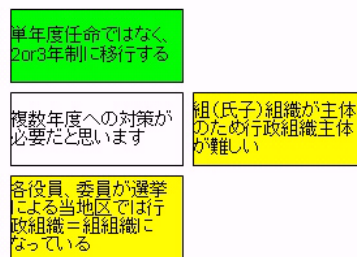 単年度任命ではなく、
2or3年制に移行する
複数年度への対策が
必要だと思います
組(氏子)組織が主体
のため行政組織主体
が難しい
各役員、委員が選挙
による当地区では行
政組織=組組織に
なっている